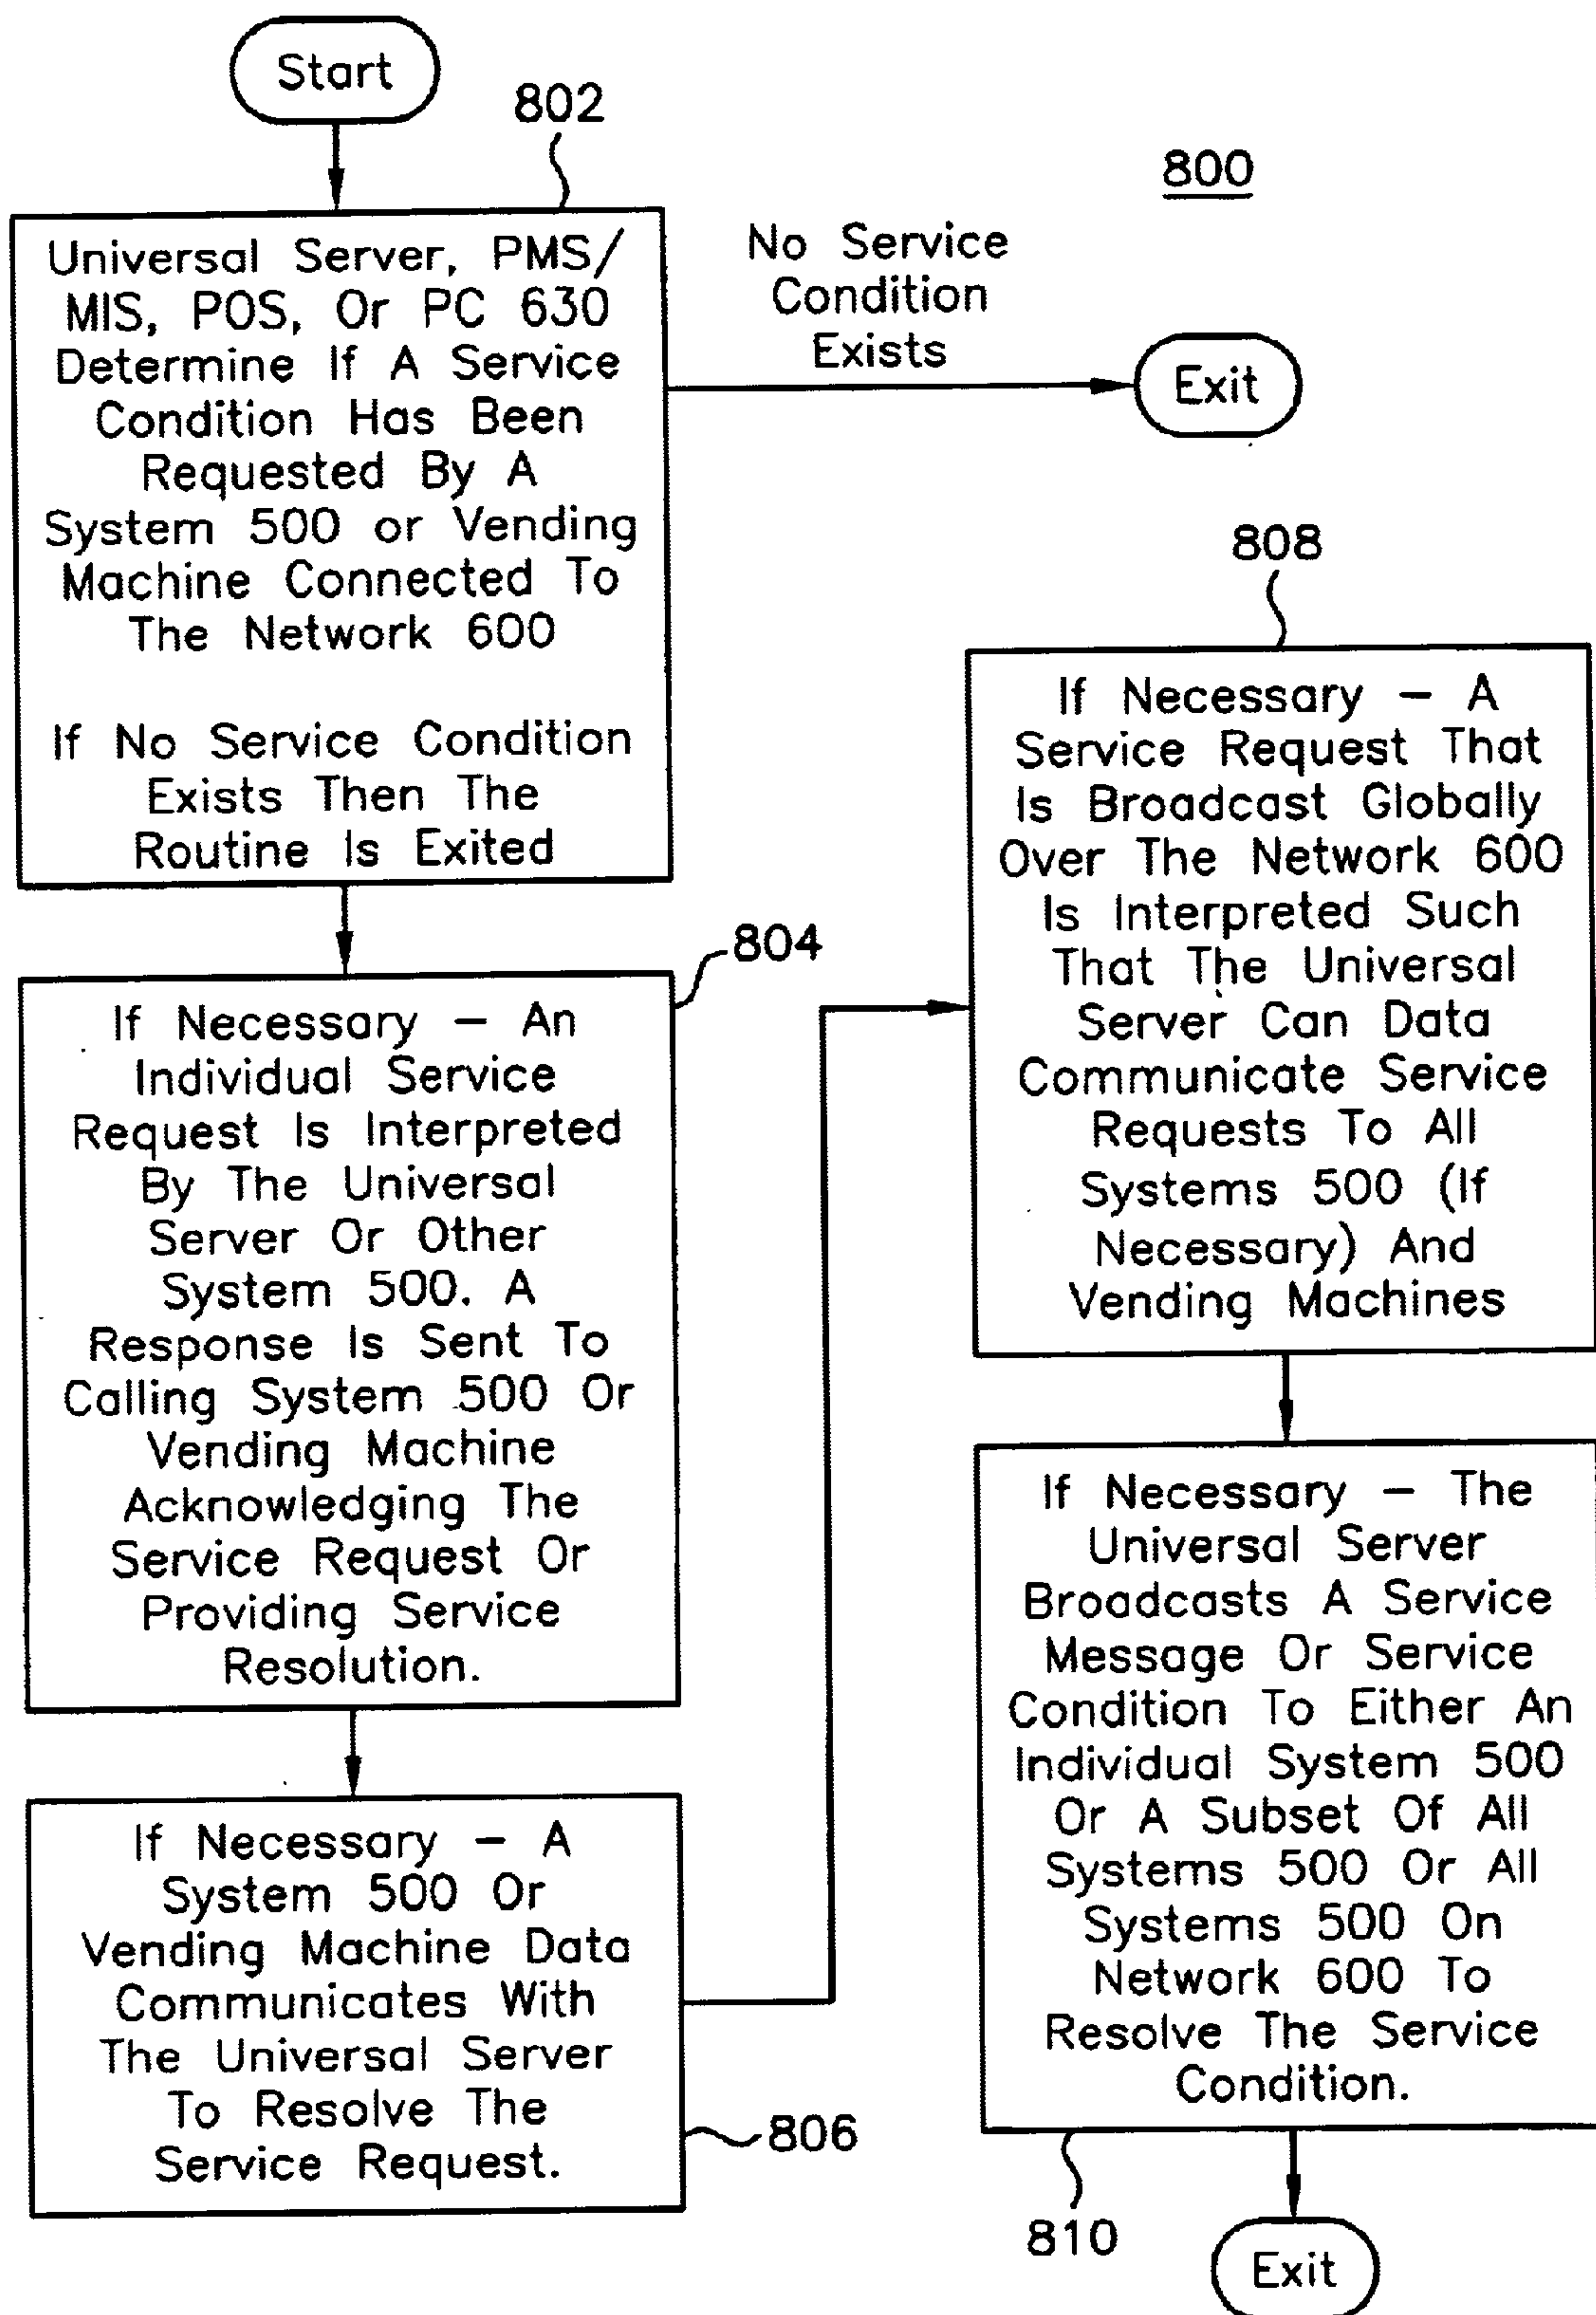 Start
802
800
Universal Server, PMS/
MIS, POS, Or PC 630
Determine If A Service
Condition Has Been
Requested By A
System 500 or Vending
Machine Connected To
The Network 600
If No Service Condition
Exists Then The
Routine Is Exited
No Service
Condition
Exists
Exit
804
If Necessary – An
Individual Service
Request Is Interpreted
By The Universal
Server Or Other
System 500. A
Response Is Sent To
Calling System 500 Or
Vending Machine
Acknowledging The
Service Request Or
Providing Service
Resolution.
If Necessary – A
System 500 Or
Vending Machine Data
Communicates With
The Universal Server
To Resolve The
Service Request.
806
808
If Necessary – A
Service Request That
Is Broadcast Globally
Over The Network 600
Is Interpreted Such
That The Universal
Server Can Data
Communicate Service
Requests To All
Systems 500 (If
Necessary) And
Vending Machines
If Necessary – The
Universal Server
Broadcasts A Service
Message Or Service
Condition To Either An
Individual System 500
Or A Subset Of All
Systems 500 Or All
Systems 500 On
Network 600 To
Resolve The Service
Condition.
810
Exit